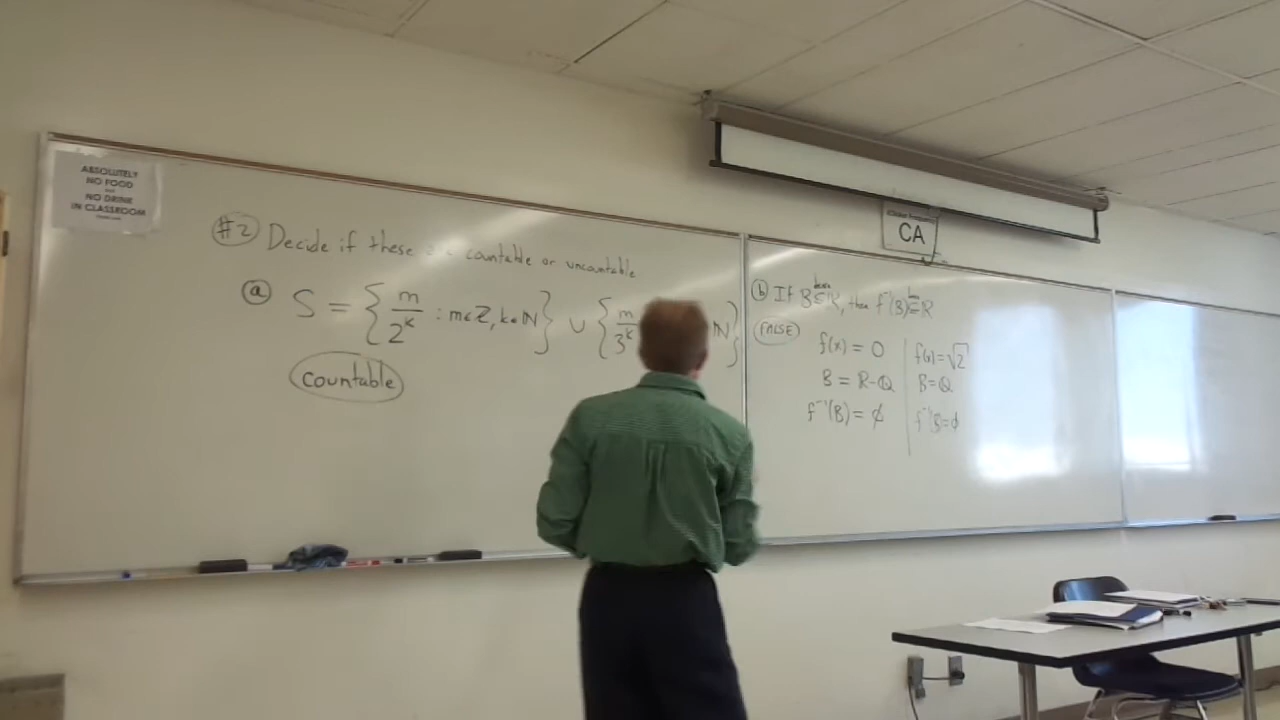 ABSOLUTELY
NO FOOD
NO DRINK
IN CLASSROOM
CA
#2 Decide if these countable or uncountable
a S = { m/2^k : m∈Z, k∈N } ∪ { m/3^k N }
countable
b If B ⊆ R, then f⁻¹(B) ⊆ R
FALSE
f(x) = 0
B = R-Q
f⁻¹(B) = ∅
f(x) = √2
B = Q
f⁻¹(B = ∅